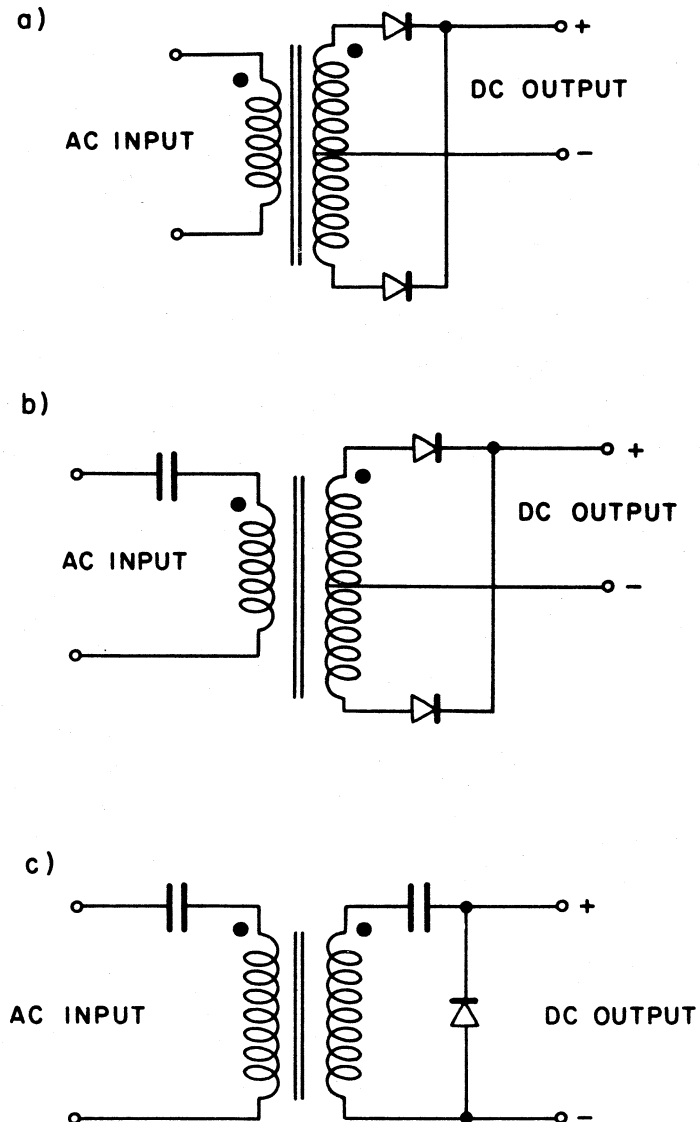 a)
+
DC OUTPUT
AC INPUT
−
b)
+
DC OUTPUT
AC INPUT
−
c)
+
AC INPUT
DC OUTPUT
−